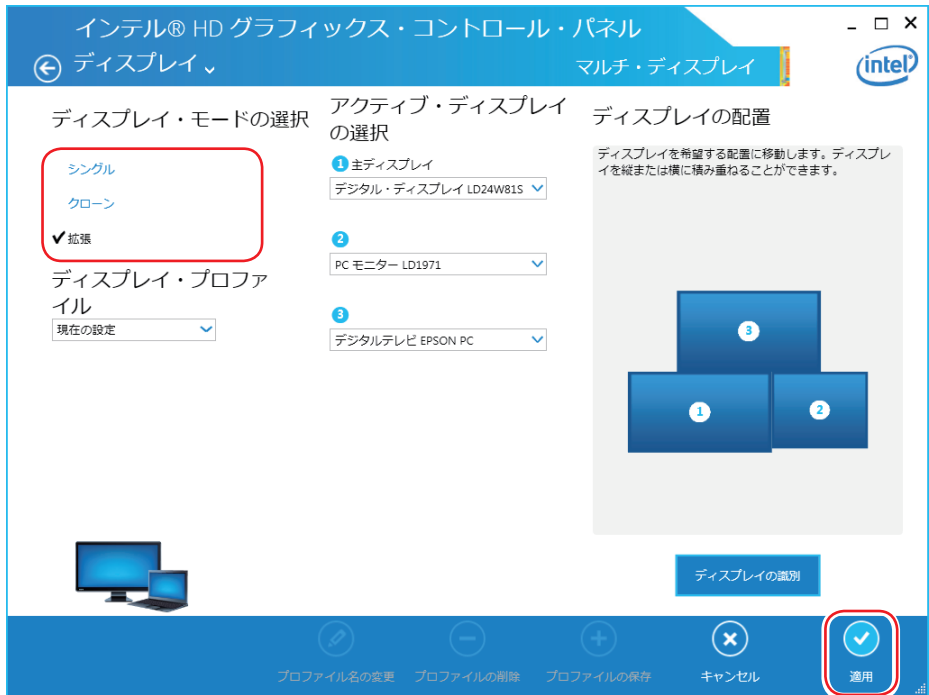 インテル® HD グラフィックス・コントロール・パネル
ディスプレイ
マルチ・ディスプレイ
intel
ディスプレイ・モードの選択
シングル
クローン
拡張
ディスプレイ・プロファ
イル
現在の設定
アクティブ・ディスプレイ
の選択
1 主ディスプレイ
デジタル・ディスプレイ LD24W81S
2
PC モニター LD1971
3
デジタルテレビ EPSON PC
ディスプレイの配置
ディスプレイを希望する配置に移動します。ディスプレ
イを縦または横に積み重ねることができます。
3
1
2
ディスプレイの識別
プロファイル名の変更
プロファイルの削除
プロファイルの保存
キャンセル
適用